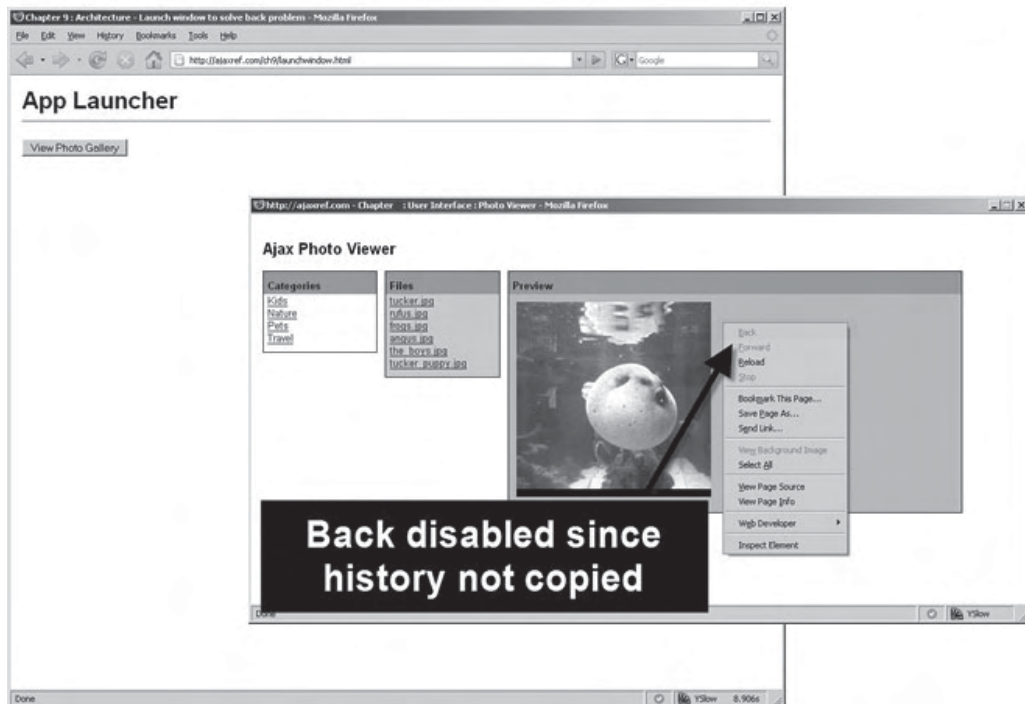 Chapter 9 : Architecture - Launch window to solve back problem - Mozilla Firefox
File Edit View History Bookmarks Tools Help
http://ajaxref.com/ch9/launchwindow.html
Google
App Launcher
View Photo Gallery
http://ajaxref.com - Chapter : User Interface : Photo Viewer - Mozilla Firefox
Ajax Photo Viewer
Categories
Kids
Nature
Pets
Travel
Files
tucker.jpg
rufus.jpg
frogs.jpg
angus.jpg
the_boys.jpg
tucker_puppy.jpg
Preview
Back
Forward
Reload
Stop
Bookmark This Page...
Save Page As...
Send Link...
View Background Image
Select All
View Page Source
View Page Info
Web Developer
Inspect Element
Back disabled since
history not copied
Done
YSlow
Done
YSlow 8.906s